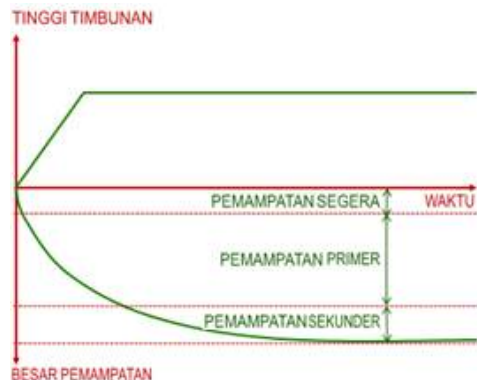 TINGGI TIMBUNAN
PEMAMPATAN SEGERA
WAKTU
PEMAMPATAN PRIMER
PEMAMPATAN SEKUNDER
BESAR PEMAMPATAN